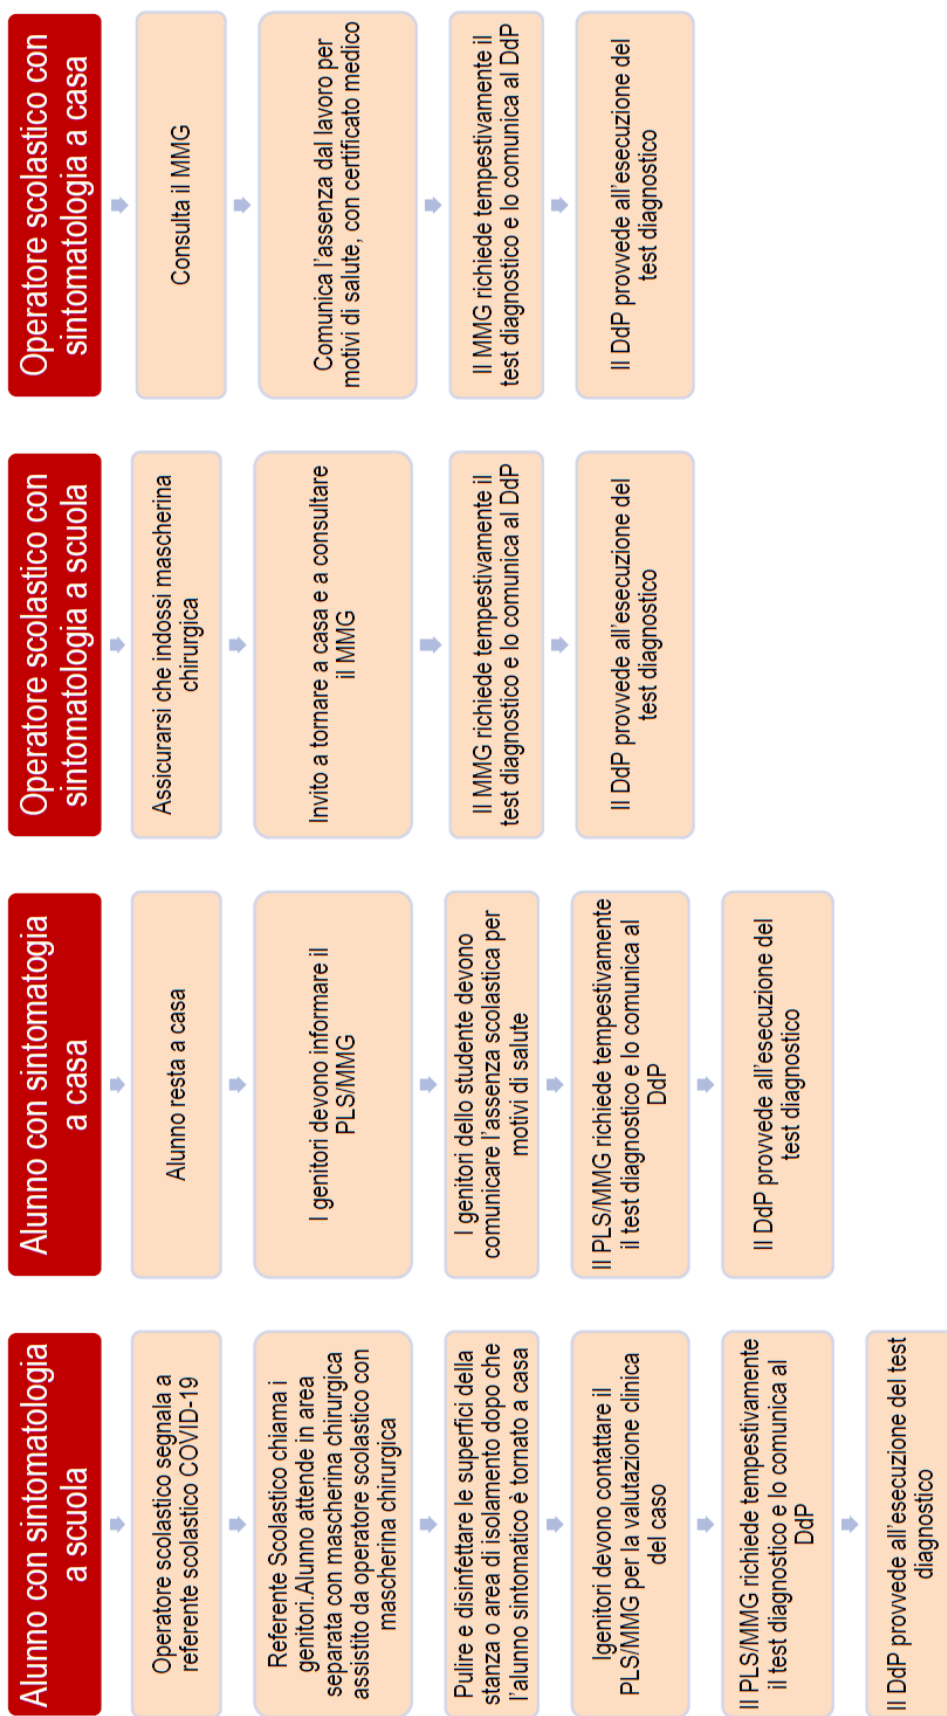 Alunno con sintomatologia
a scuola
Operatore scolastico segnala a
referente scolastico COVID-19
Referente Scolastico chiama i
genitori.Alunno attende in area
separata con mascherina chirurgica
assistito da operatore scolastico con
mascherina chirurgica
Pulire e disinfettare le superfici della
stanza o area di isolamento dopo che
l'alunno sintomatico è tornato a casa
Igenitori devono contattare il
PLS/MMG per la valutazione clinica
del caso
Il PLS/MMG richiede tempestivamente
il test diagnostico e lo comunica al
DdP
Il DdP provvede all'esecuzione del test
diagnostico
Alunno con sintomatogia
a casa
Alunno resta a casa
I genitori devono informare il
PLS/MMG
I genitori dello studente devono
comunicare l'assenza scolastica per
motivi di salute
Il PLS/MMG richiede tempestivamente
il test diagnostico e lo comunica al
DdP
Il DdP provvede all'esecuzione del
test diagnostico
Operatore scolastico con
sintomatologia a scuola
Assicurarsi che indossi mascherina
chirurgica
Invito a tornare a casa e a consultare
il MMG
Il MMG richiede tempestivamente il
test diagnostico e lo comunica al DdP
Il DdP provvede all'esecuzione del
test diagnostico
Operatore scolastico con
sintomatologia a casa
Consulta il MMG
Comunica l'assenza dal lavoro per
motivi di salute, con certificato medico
Il MMG richiede tempestivamente il
test diagnostico e lo comunica al DdP
Il DdP provvede all'esecuzione del
test diagnostico